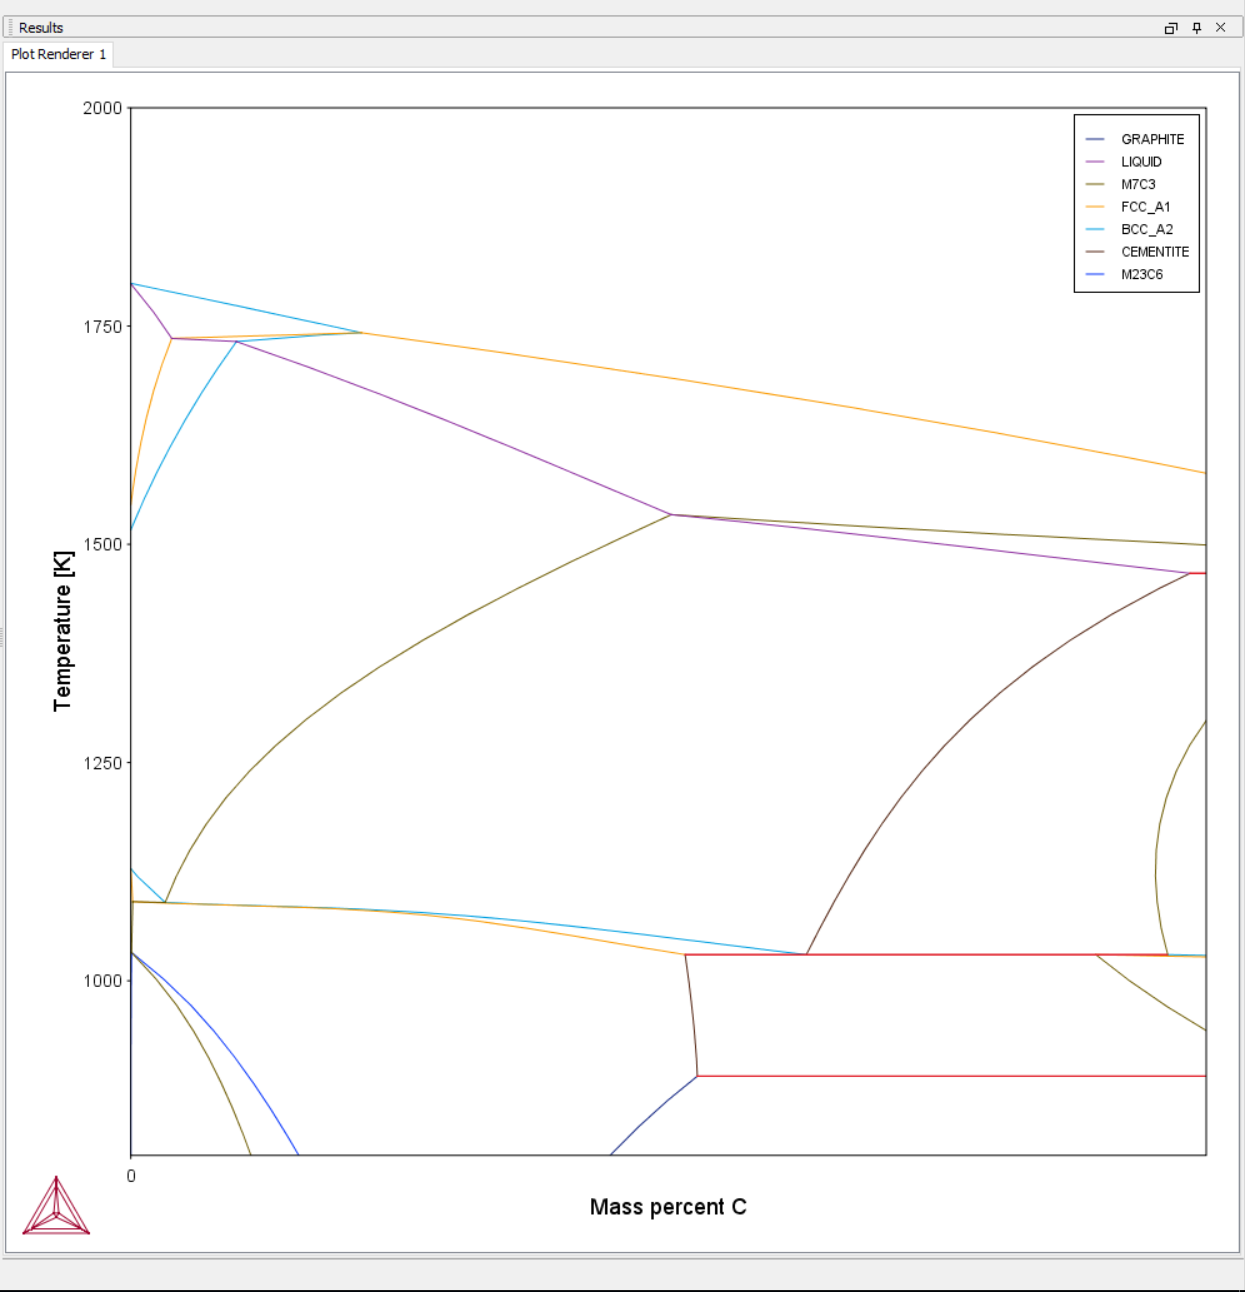 Results
Plot Renderer 1
2000
1750
1500
1250
1000
0
Temperature [K]
Mass percent C
GRAPHITE
LIQUID
M7C3
FCC_A1
BCC_A2
CEMENTITE
M23C6